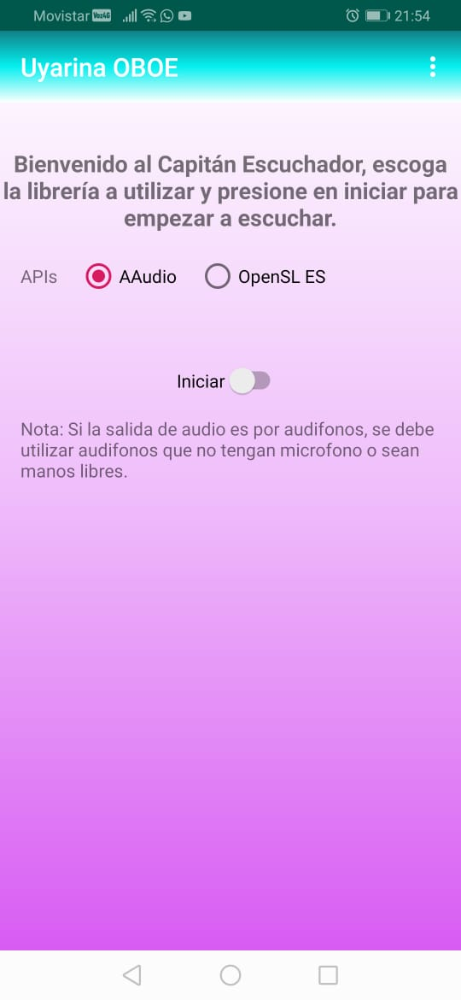 Movistar Voz4G 21:54
Uyarina OBOE
Bienvenido al Capitán Escuchador, escoga
la librería a utilizar y presione en iniciar para
empezar a escuchar.
APIs AAudio OpenSL ES
Iniciar
Nota: Si la salida de audio es por audifonos, se debe
utilizar audifonos que no tengan microfono o sean
manos libres.